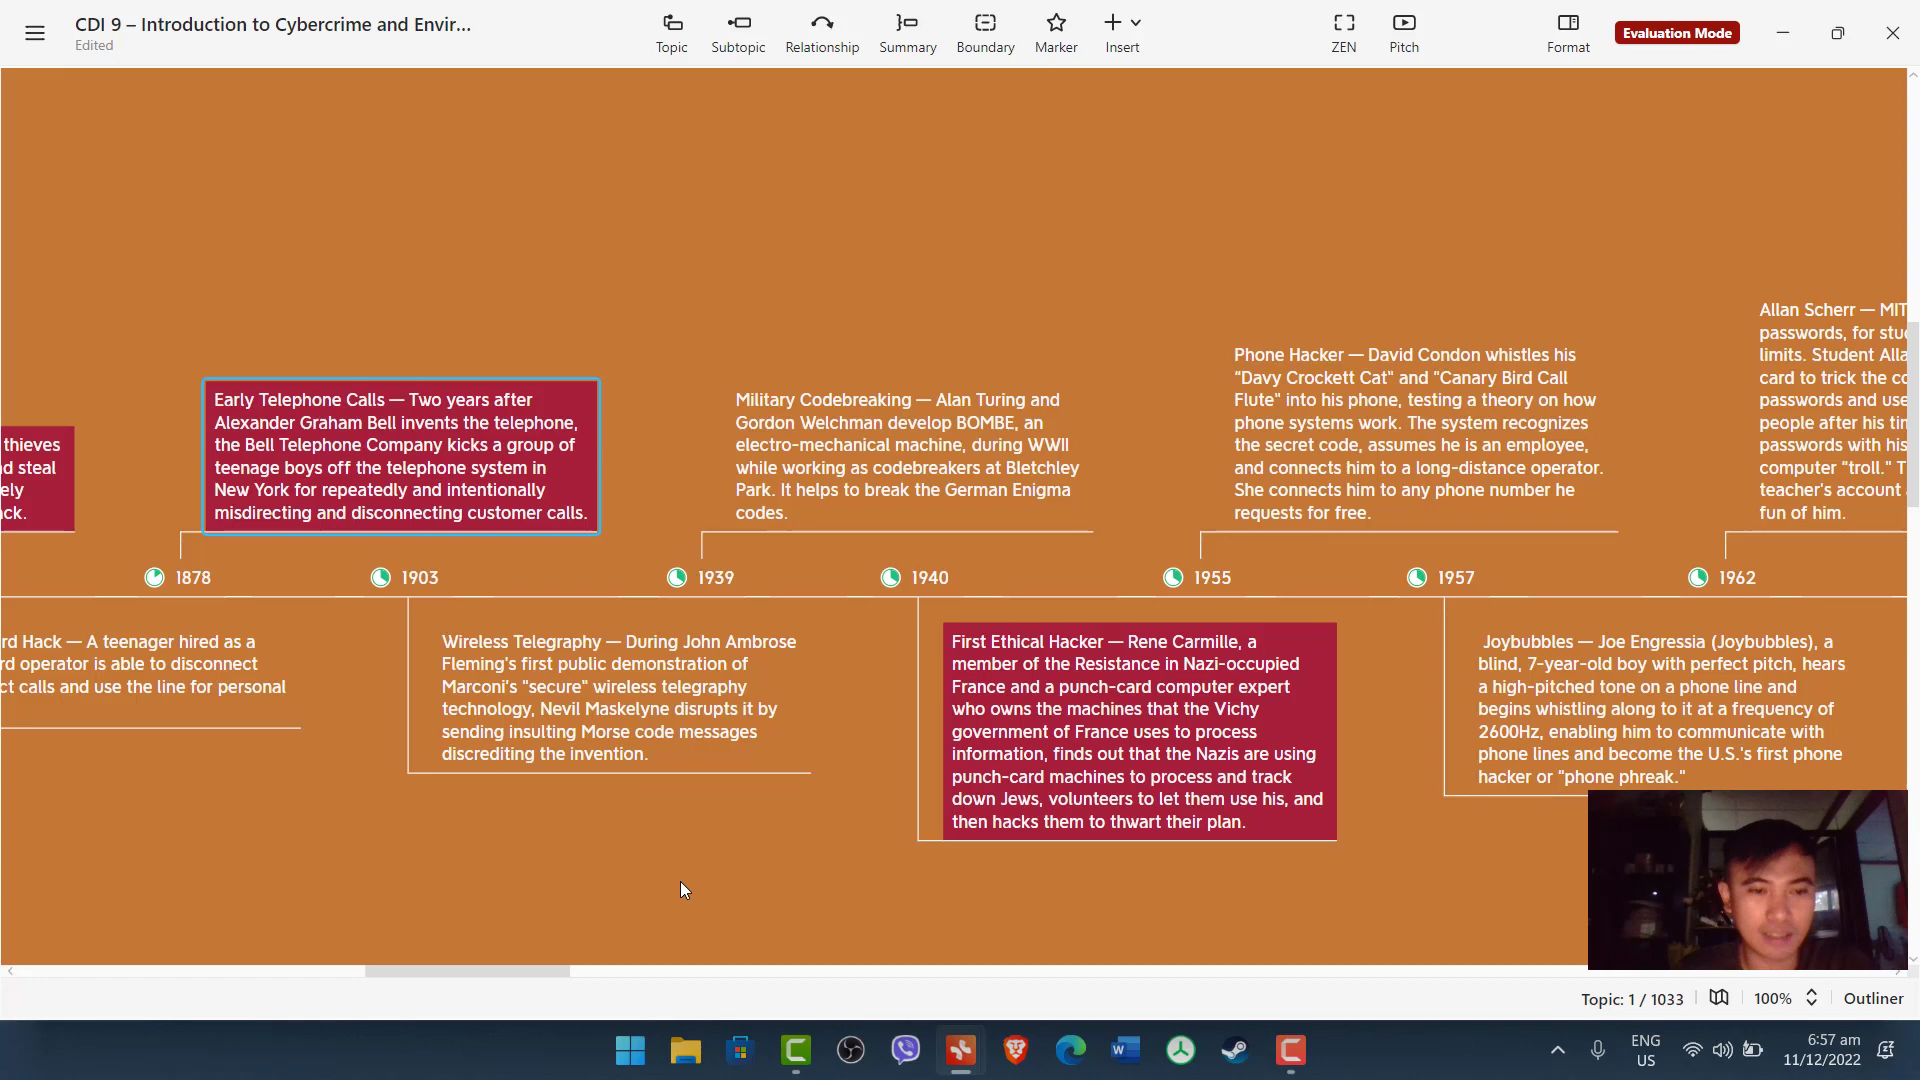 CDI 9 – Introduction to Cybercrime and Envir...
Edited
Topic
Subtopic
Relationship
Summary
Boundary
Marker
Insert
ZEN
Pitch
Format
Evaluation Mode
thieves
d steal
ely
ck.
Early Telephone Calls — Two years after
Alexander Graham Bell invents the telephone,
the Bell Telephone Company kicks a group of
teenage boys off the telephone system in
New York for repeatedly and intentionally
misdirecting and disconnecting customer calls.
Military Codebreaking — Alan Turing and
Gordon Welchman develop BOMBE, an
electro-mechanical machine, during WWII
while working as codebreakers at Bletchley
Park. It helps to break the German Enigma
codes.
Phone Hacker — David Condon whistles his
“Davy Crockett Cat" and "Canary Bird Call
Flute" into his phone, testing a theory on how
phone systems work. The system recognizes
the secret code, assumes he is an employee,
and connects him to a long-distance operator.
She connects him to any phone number he
requests for free.
Allan Scherr — MIT
passwords, for stu
limits. Student Alla
card to trick the co
passwords and use
people after his tim
passwords with his
computer "troll." T
teacher's account
fun of him.
1878
1903
1939
1940
1955
1957
1962
rd Hack — A teenager hired as a
rd operator is able to disconnect
ct calls and use the line for personal
Wireless Telegraphy — During John Ambrose
Fleming's first public demonstration of
Marconi's "secure" wireless telegraphy
technology, Nevil Maskelyne disrupts it by
sending insulting Morse code messages
discrediting the invention.
First Ethical Hacker — Rene Carmille, a
member of the Resistance in Nazi-occupied
France and a punch-card computer expert
who owns the machines that the Vichy
government of France uses to process
information, finds out that the Nazis are using
punch-card machines to process and track
down Jews, volunteers to let them use his, and
then hacks them to thwart their plan.
Joybubbles — Joe Engressia (Joybubbles), a
blind, 7-year-old boy with perfect pitch, hears
a high-pitched tone on a phone line and
begins whistling along to it at a frequency of
2600Hz, enabling him to communicate with
phone lines and become the U.S.'s first phone
hacker or "phone phreak."
Topic: 1 / 1033
100%
Outliner
ENG
US
6:57 am
11/12/2022